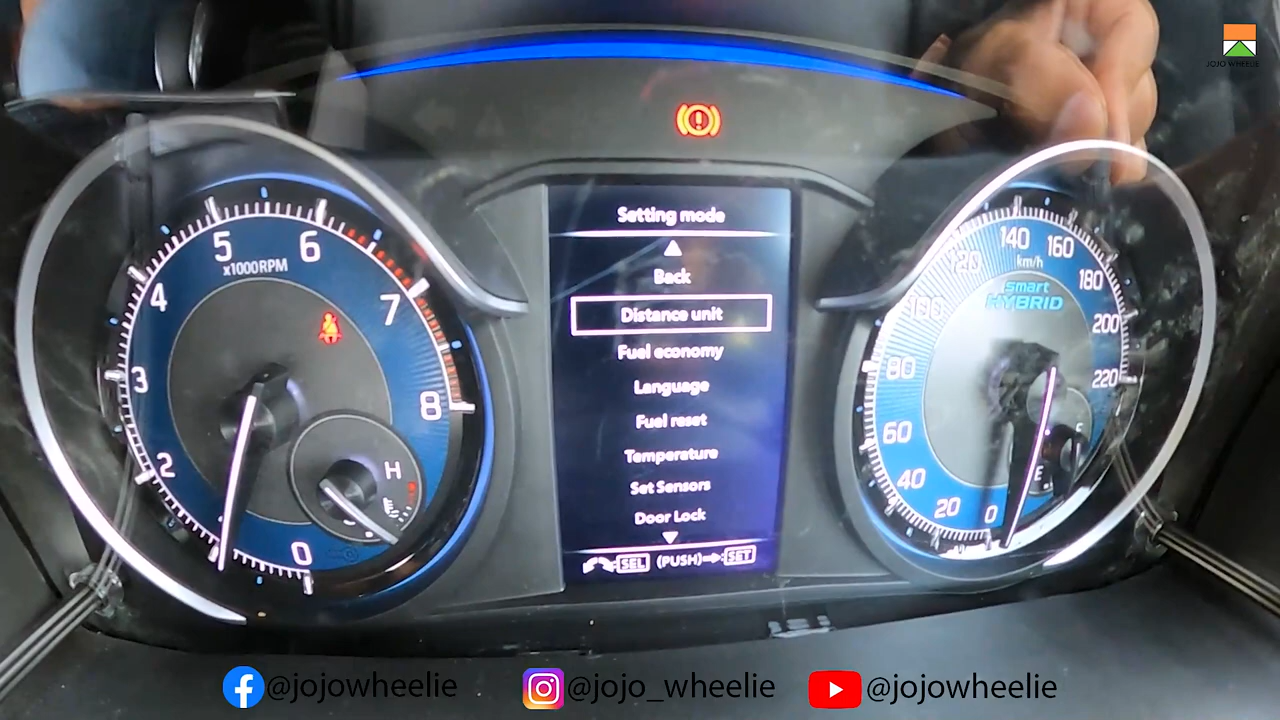 JOJO WHEELIE
Setting mode
Back
Distance unit
Fuel economy
Language
Fuel reset
Temperature
Set Sensors
Door Lock
SEL (PUSH) SET
0
2
3
4
5
6
7
8
x1000RPM
H
0
20
40
60
80
100
120
140
160
180
200
220
km/h
smart
HYBRID
E
@jojowheelie
@jojo_wheelie
@jojowheelie